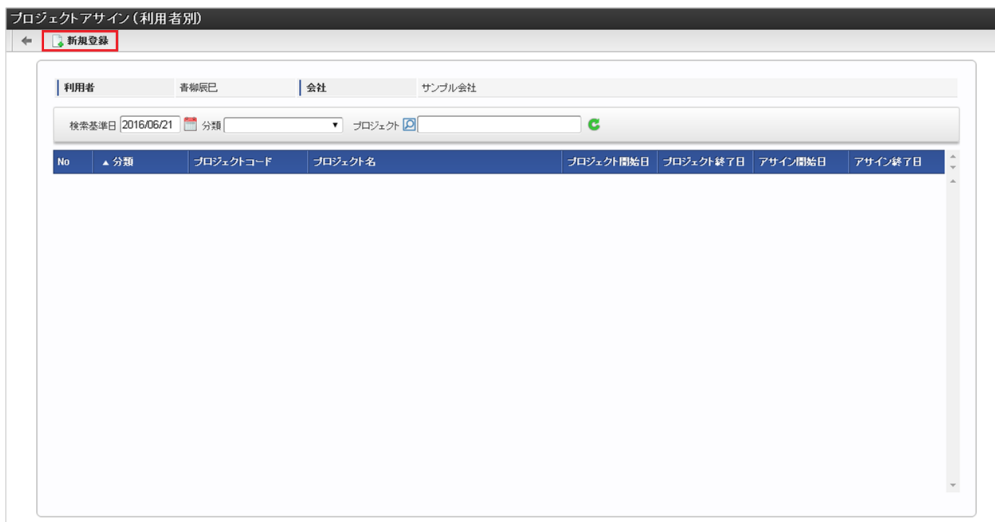 プロジェクトアサイン(利用者別)
新規登録
利用者 青柳辰巳 会社 サンプル会社
検索基準日 2016/06/21 分類 プロジェクト
No ▲分類 プロジェクトコード プロジェクト名 プロジェクト開始日 プロジェクト終了日 アサイン開始日 アサイン終了日